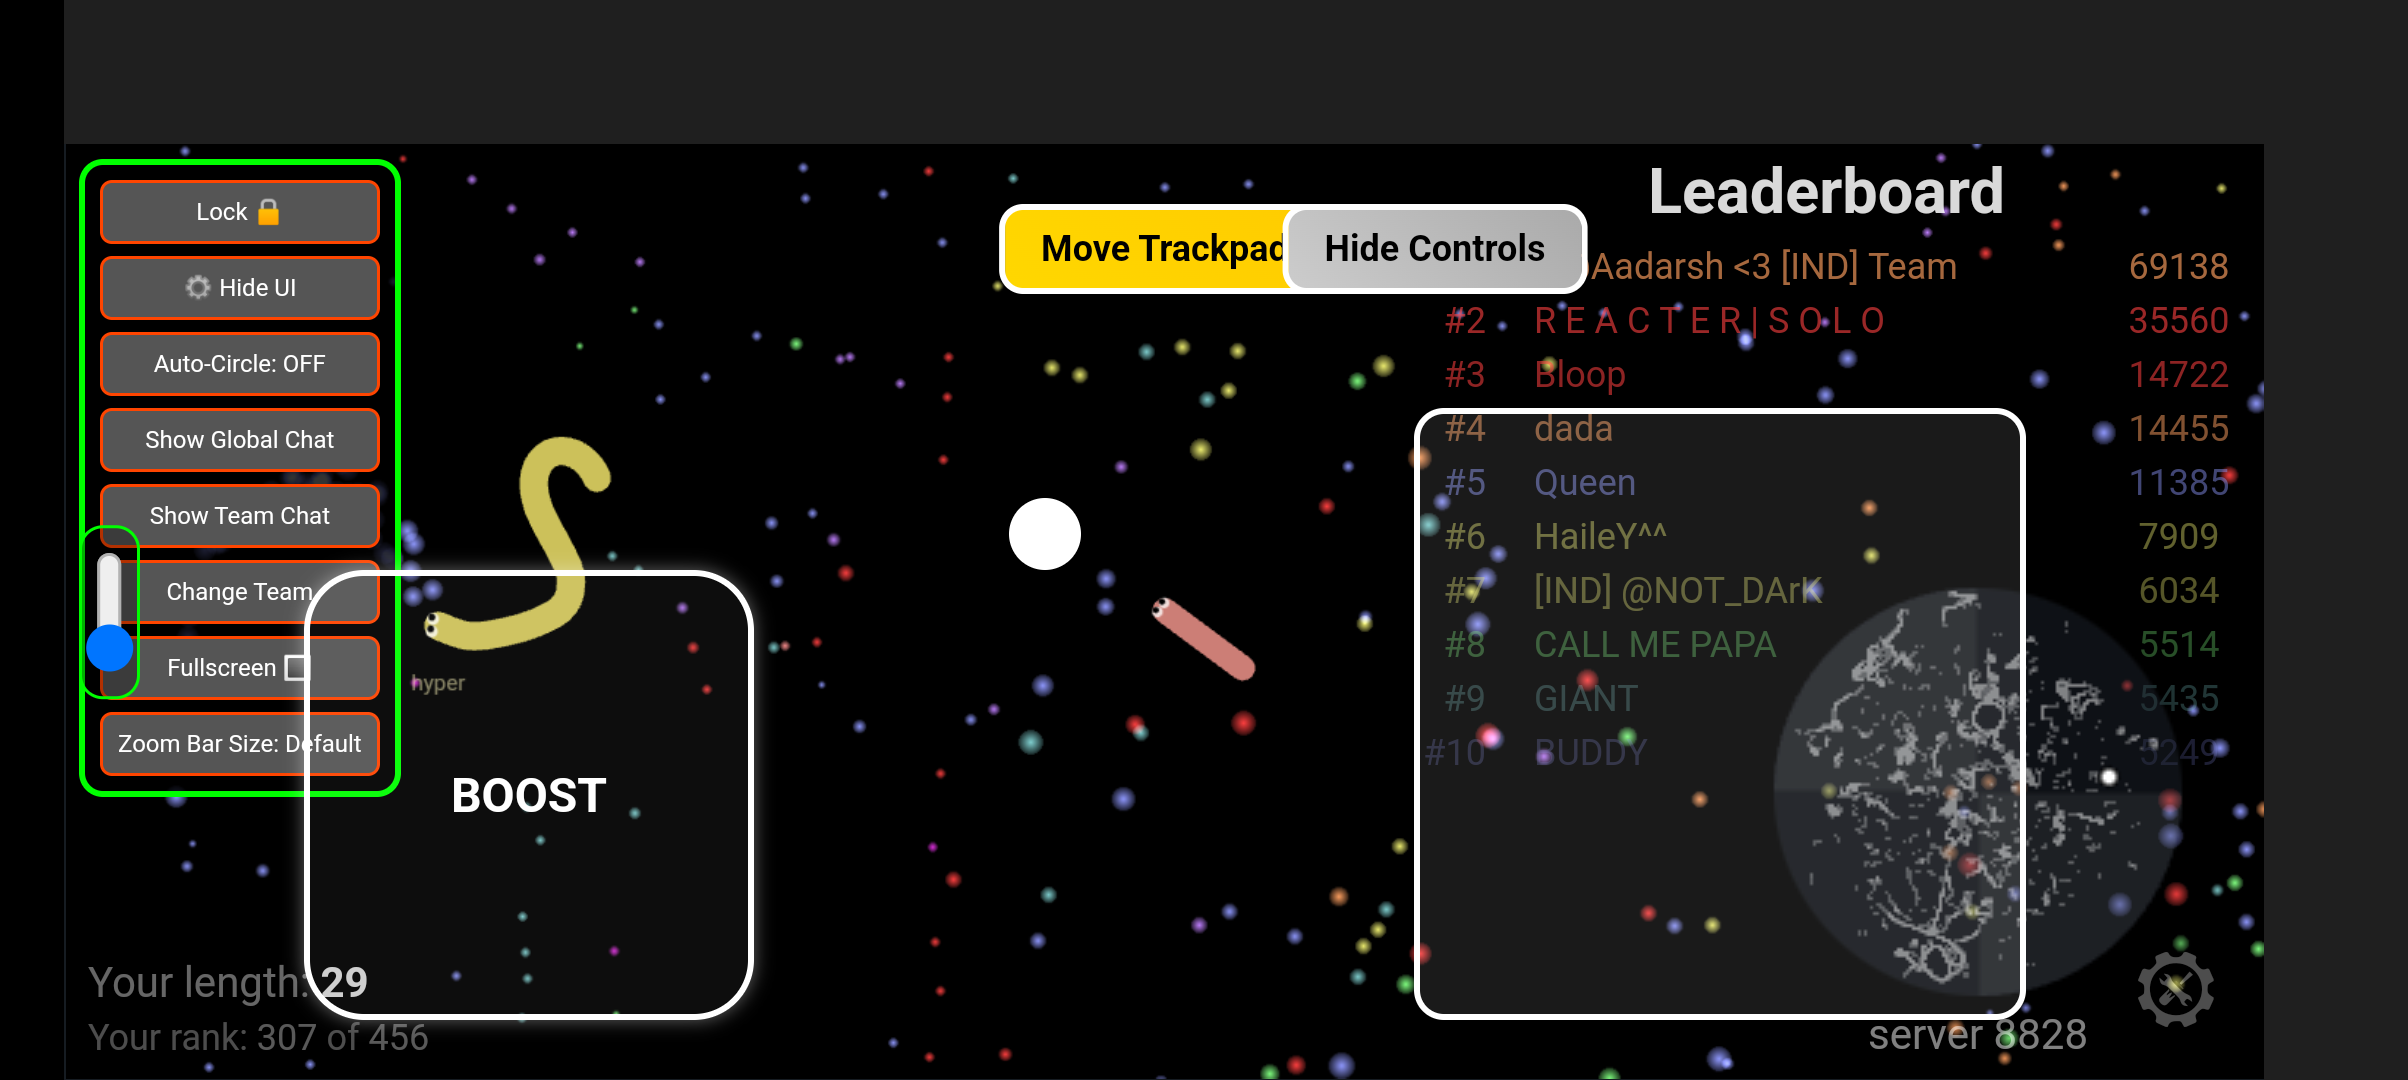 Lock 🔒
Hide UI
Auto-Circle: OFF
Show Global Chat
Show Team Chat
Change Team
Fullscreen
Zoom Bar Size: Default
Move Trackpad
Hide Controls
Leaderboard
Aadarsh <3 [IND] Team 69138
#2 R E A C T E R | S O L O 35560
#3 Bloop 14722
#4 dada 14455
#5 Queen 11385
#6 HaileY^^ 7909
#7 [IND] @NOT_DArK 6034
#8 CALL ME PAPA 5514
#9 GIANT 5435
#10 BUDDY 5249
hyper
BOOST
Your length: 29
Your rank: 307 of 456
server 8828